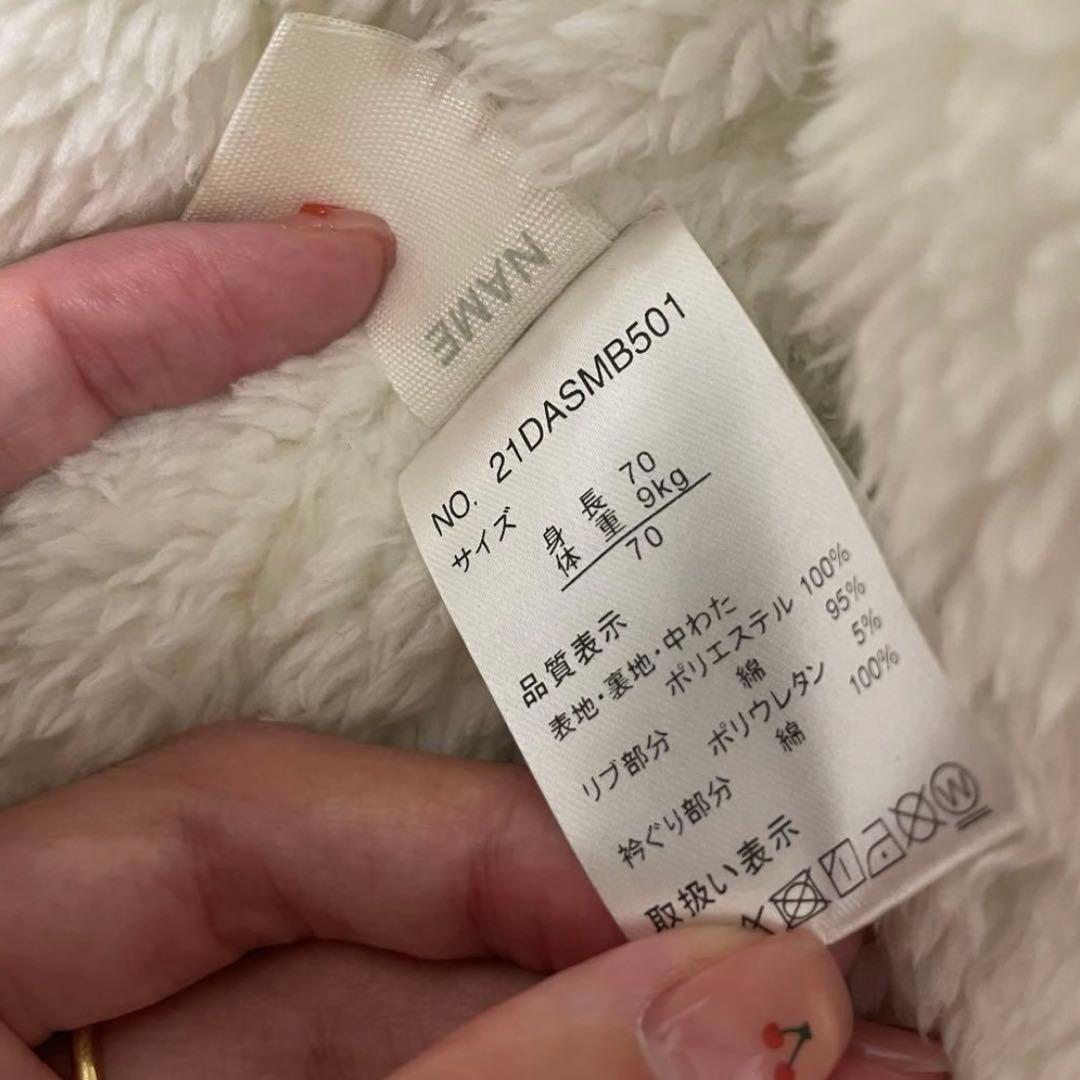 NAME
NO. 21DASMB501
サイズ 身長 70
体重 9kg
70
品質表示
表地・裏地・中わた
ポリエステル 100%
リブ部分 綿 95%
ポリウレタン 5%
衿ぐり部分 綿 100%
取扱い表示
W